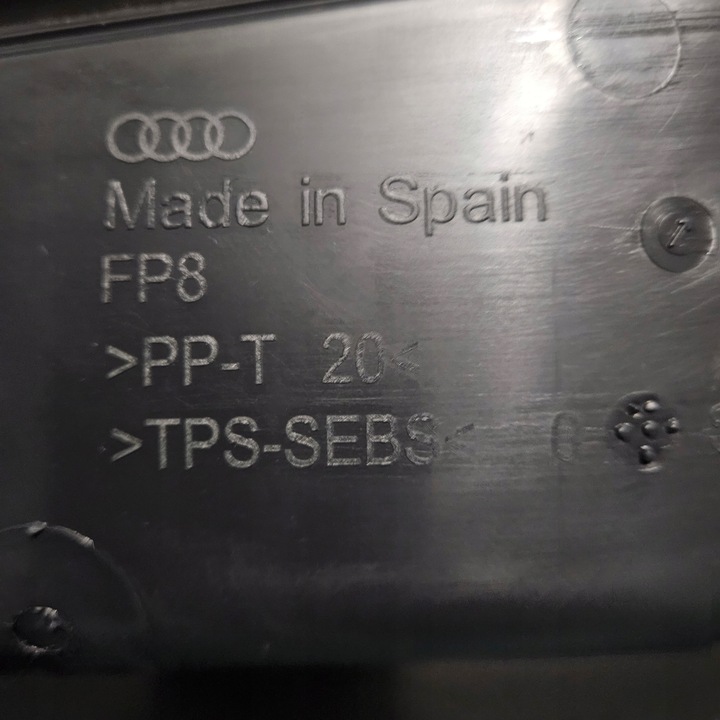 Made in Spain
FP8
>PP-T 20<
>TPS-SEBS<